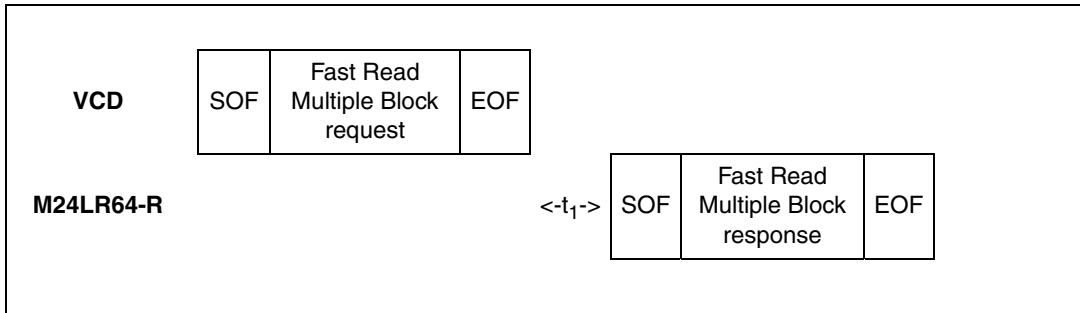 VCD
SOF
Fast Read
Multiple Block
request
EOF
M24LR64-R
<-t1->
SOF
Fast Read
Multiple Block
response
EOF